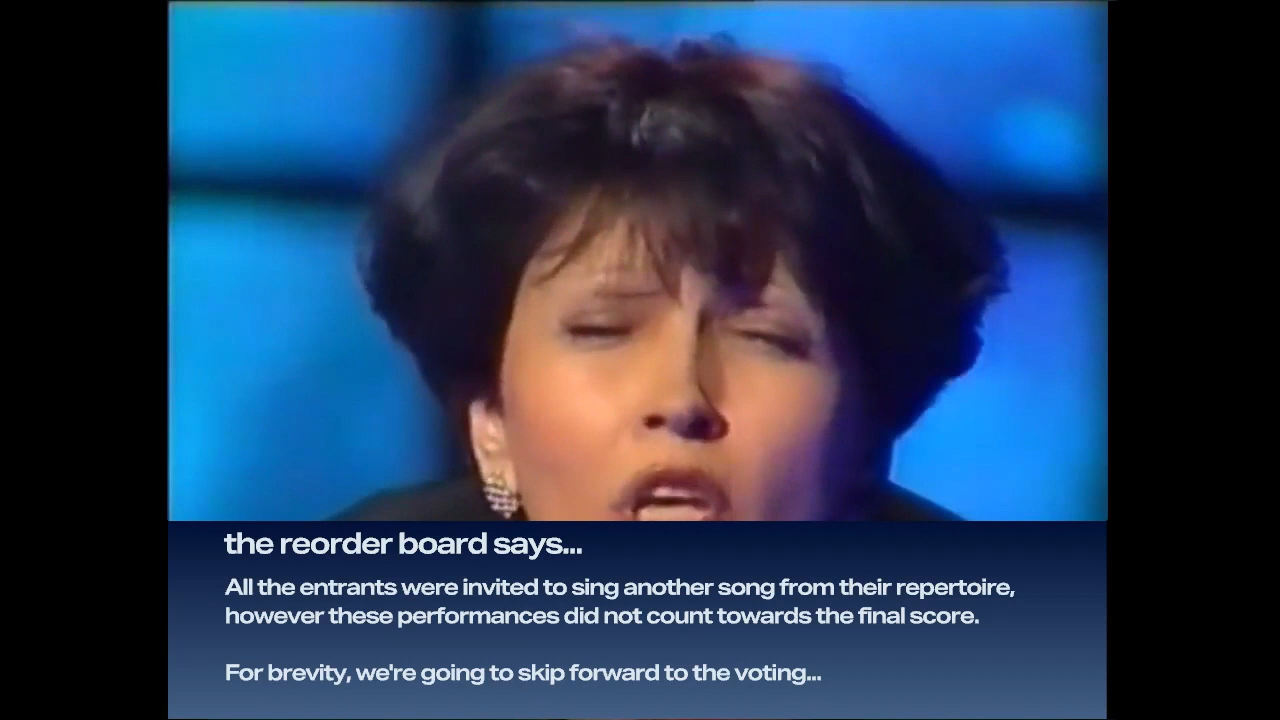 the reorder board says...
All the entrants were invited to sing another song from their repertoire,
however these performances did not count towards the final score.
For brevity, we're going to skip forward to the voting...